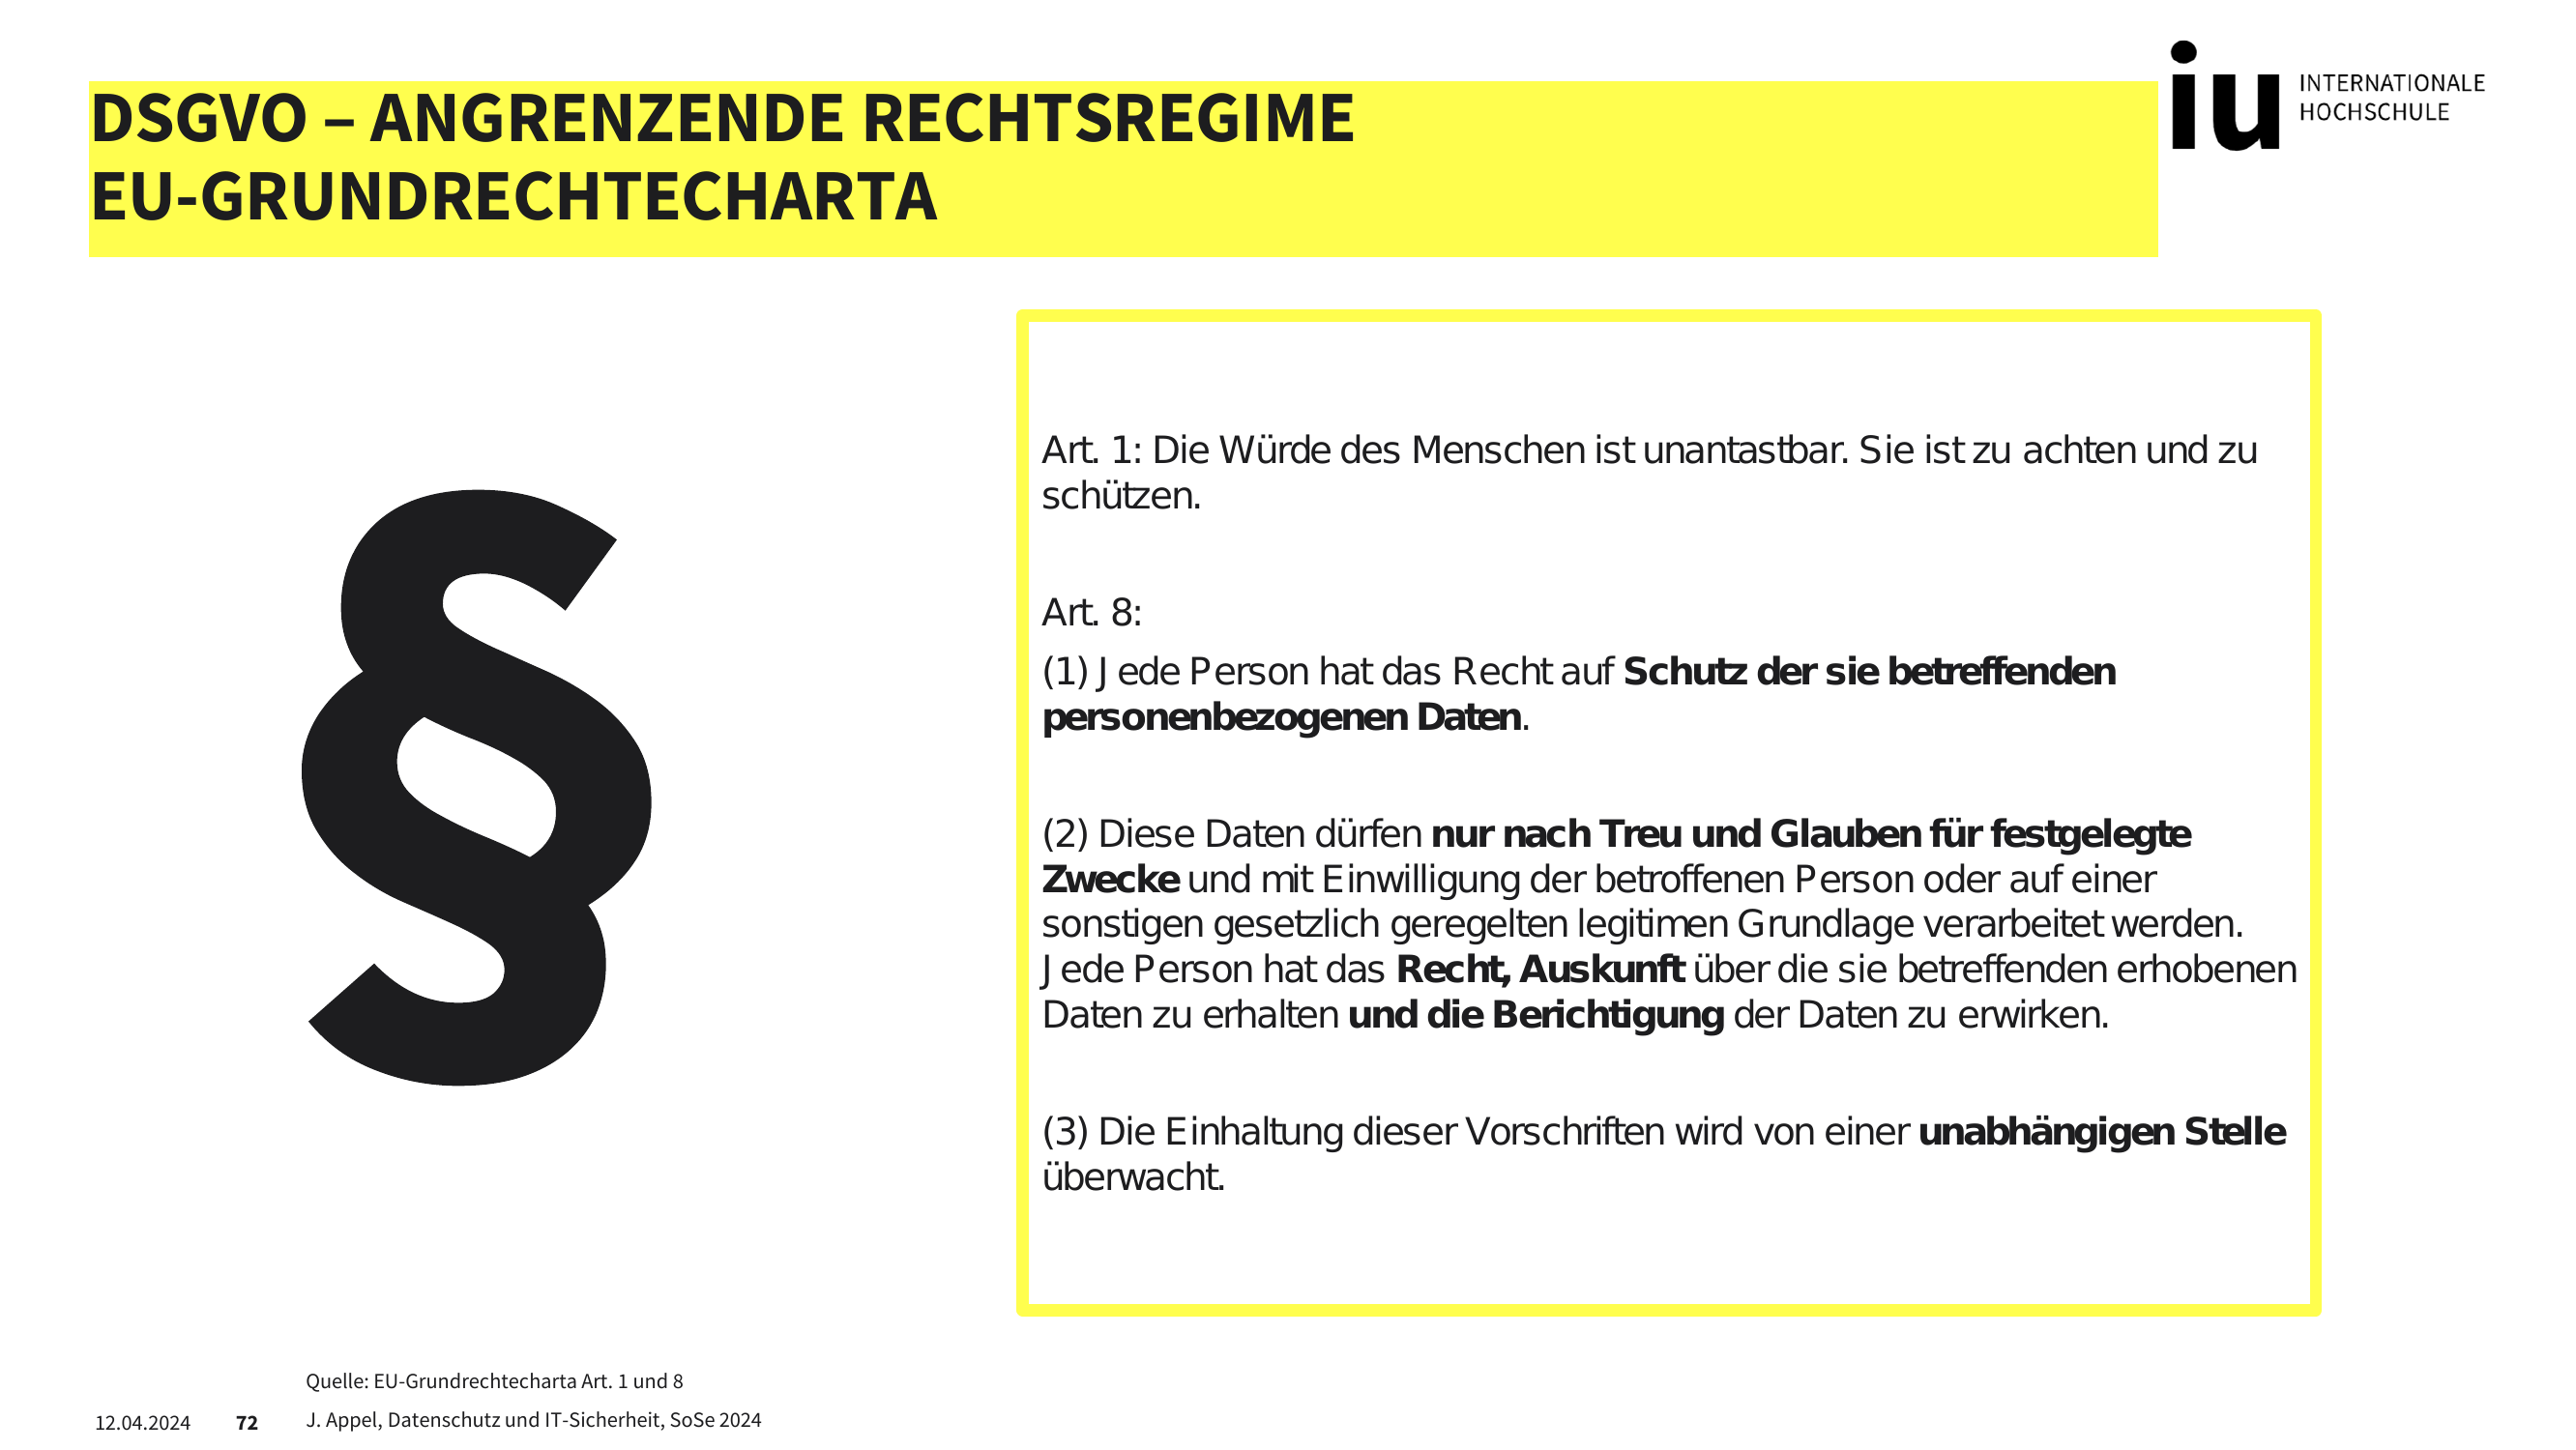 DSGVO – ANGRENZENDE RECHTSREGIME
EU-GRUNDRECHTECHARTA
iu INTERNATIONALE
HOCHSCHULE
§
Art. 1: Die Würde des Menschen ist unantastbar. Sie ist zu achten und zu
schützen.
Art. 8:
(1) Jede Person hat das Recht auf Schutz der sie betreffenden
personenbezogenen Daten.
(2) Diese Daten dürfen nur nach Treu und Glauben für festgelegte
Zwecke und mit Einwilligung der betroffenen Person oder auf einer
sonstigen gesetzlich geregelten legitimen Grundlage verarbeitet werden.
Jede Person hat das Recht, Auskunft über die sie betreffenden erhobenen
Daten zu erhalten und die Berichtigung der Daten zu erwirken.
(3) Die Einhaltung dieser Vorschriften wird von einer unabhängigen Stelle
überwacht.
Quelle: EU-Grundrechtecharta Art. 1 und 8
12.04.2024 72 J. Appel, Datenschutz und IT-Sicherheit, SoSe 2024